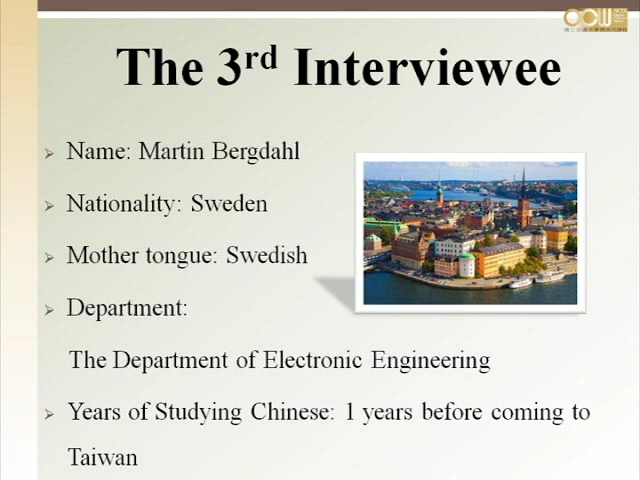 OCW
The 3rd Interviewee
Name: Martin Bergdahl
Nationality: Sweden
Mother tongue: Swedish
Department:
The Department of Electronic Engineering
Years of Studying Chinese: 1 years before coming to
Taiwan